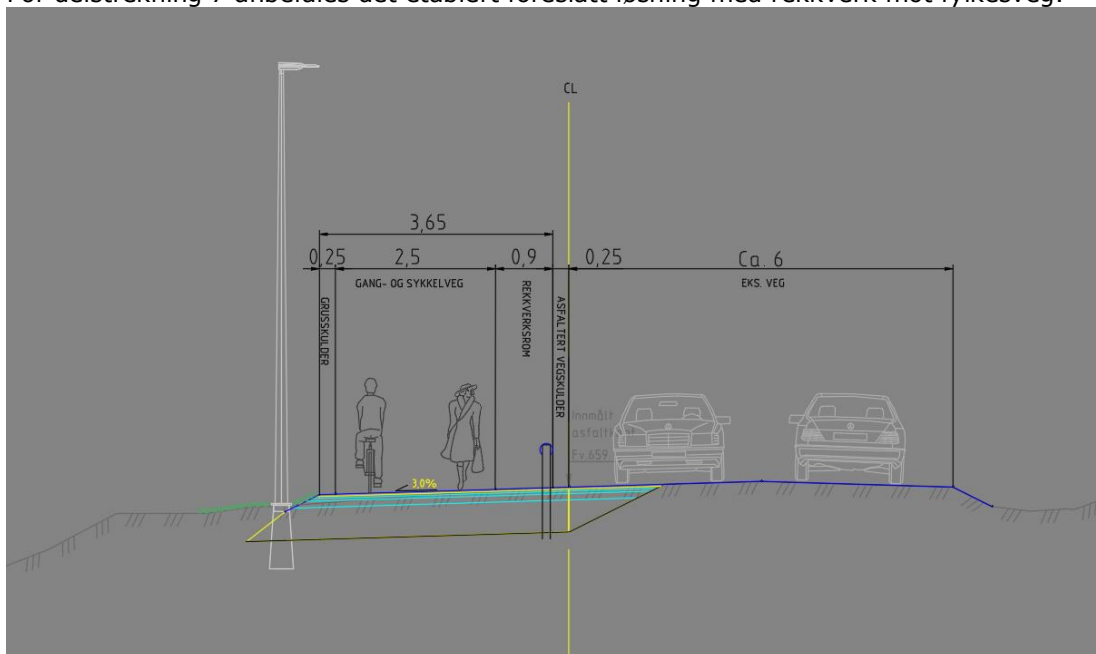 For delstrekning 7 anbefales det etablert foreslått løsning med rekkverk mot fylkesveg.
CL
3,65
0,25 2,5 0,9 0,25 Ca. 6
GANG- OG SYKKELVEG
EKS. VEG
GRUSSKULDER
REKKVERKSROM
ASFALTERT VEGSKULDER
Innmålt
asfaltkant
Fv.659
3,0%